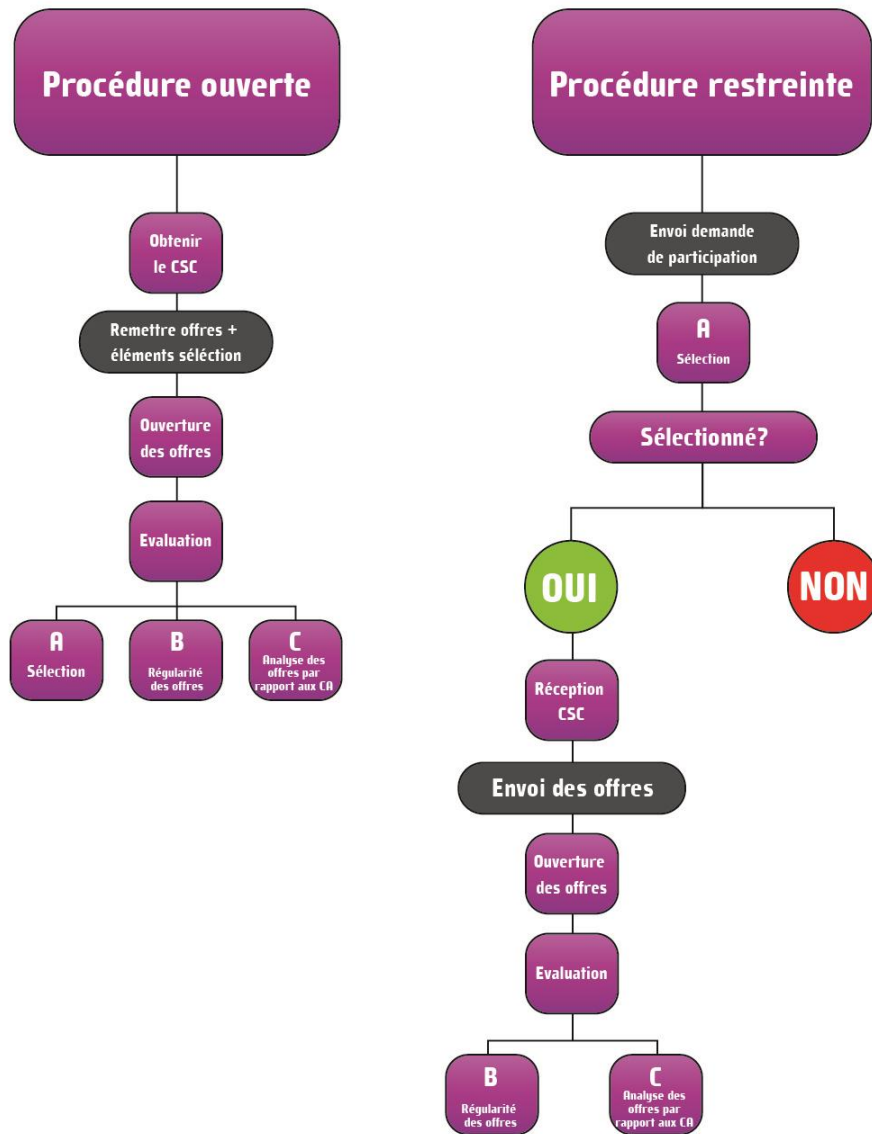 Procédure ouverte
Obtenir
le CSC
Remettre offres +
éléments séléction
Ouverture
des offres
Evaluation
A
Sélection
B
Régularité
des offres
C
Analyse des
offres par
rapport aux CA
Procédure restreinte
Envoi demande
de participation
A
Sélection
Sélectionné?
OUI
NON
Réception
CSC
Envoi des offres
Ouverture
des offres
Evaluation
B
Régularité
des offres
C
Analyse des
offres par
rapport aux CA